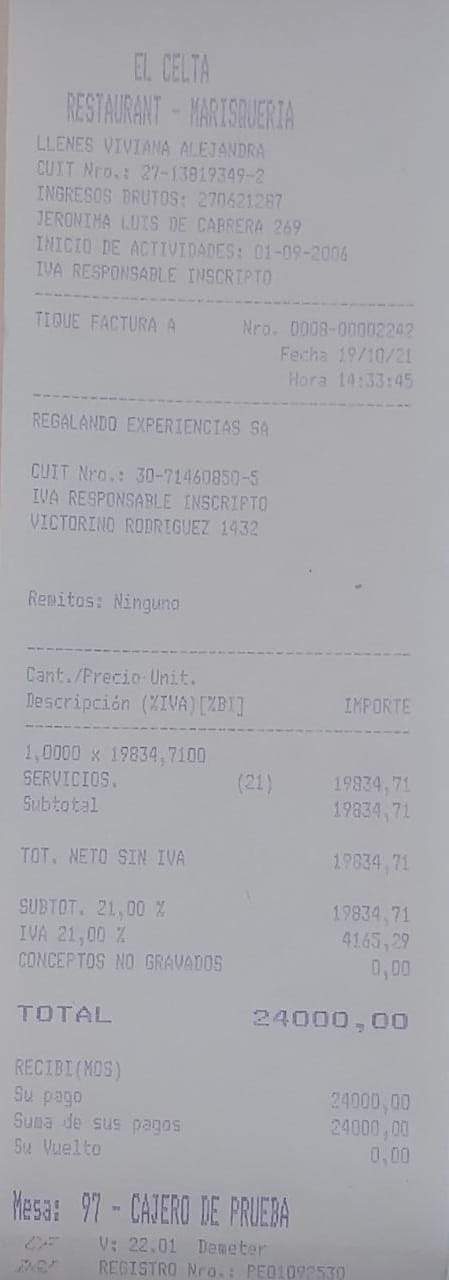 EL CELTA
RESTAURANT - MARISQUERIA
LLENES VIVIANA ALEJANDRA
CUIT Nro.: 27-13819349-2
INGRESOS BRUTOS: 270621287
JERONIMA LUIS DE CABRERA 269
INICIO DE ACTIVIDADES: 01-09-2006
IVA RESPONSABLE INSCRIPTO
TIQUE FACTURA A Nro. 0008-00002242
Fecha 19/10/21
Hora 14:33:45
REGALANDO EXPERIENCIAS SA
CUIT Nro.: 30-71460850-5
IVA RESPONSABLE INSCRIPTO
VICTORINO RODRIGUEZ 1432
Remitos: Ninguno
Cant./Precio Unit.
Descripción (%IVA)[%BI] IMPORTE
1,0000 x 19834,7100
SERVICIOS. (21) 19834,71
Subtotal 19834,71
TOT. NETO SIN IVA 19834,71
SUBTOT. 21,00 % 19834,71
IVA 21,00 % 4165,29
CONCEPTOS NO GRAVADOS 0,00
TOTAL 24000,00
RECIBI(MOS)
Su pago 24000,00
Suma de sus pagos 24000,00
Su Vuelto 0,00
Mesa: 97 - CAJERO DE PRUEBA
V: 22.01 Demeter
REGISTRO Nro.: PEO1092530